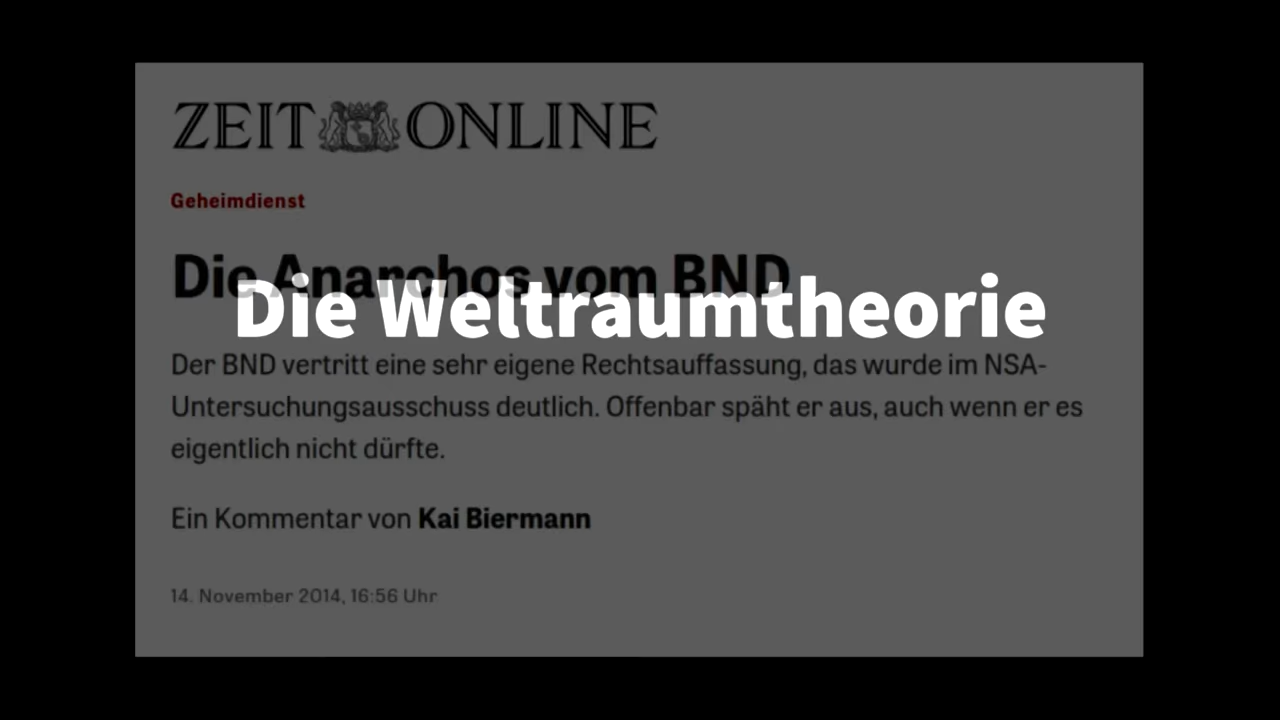 ZEIT ONLINE
Geheimdienst
Die Anarchos vom BND
Die Weltraumtheorie
Der BND vertritt eine sehr eigene Rechtsauffassung, das wurde im NSA-
Untersuchungsausschuss deutlich. Offenbar späht er aus, auch wenn er es
eigentlich nicht dürfte.
Ein Kommentar von Kai Biermann
14. November 2014, 16:56 Uhr